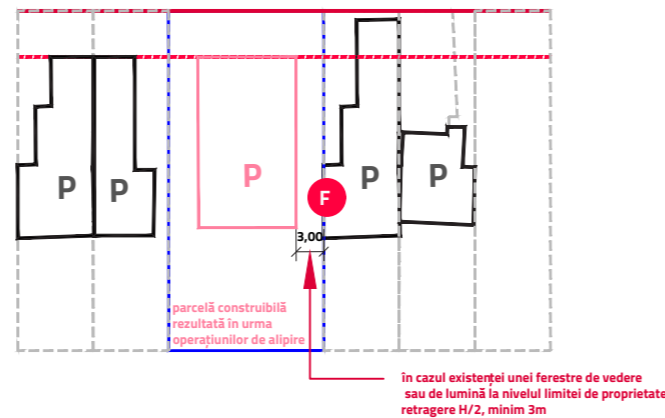 P
P
P
P
P
F
3,00
parcelă construibilă
rezultată în urma
operațiunilor de alipire
în cazul existenței unei ferestre de vedere
sau de lumină la nivelul limitei de proprietate
retragere H/2, minim 3m